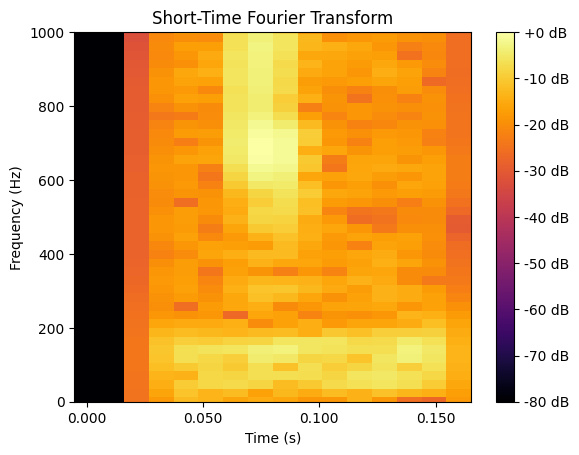 Short-Time Fourier Transform
Frequency (Hz)
1000
800
600
400
200
0
0.000
0.050
0.100
0.150
Time (s)
+0 dB
-10 dB
-20 dB
-30 dB
-40 dB
-50 dB
-60 dB
-70 dB
-80 dB